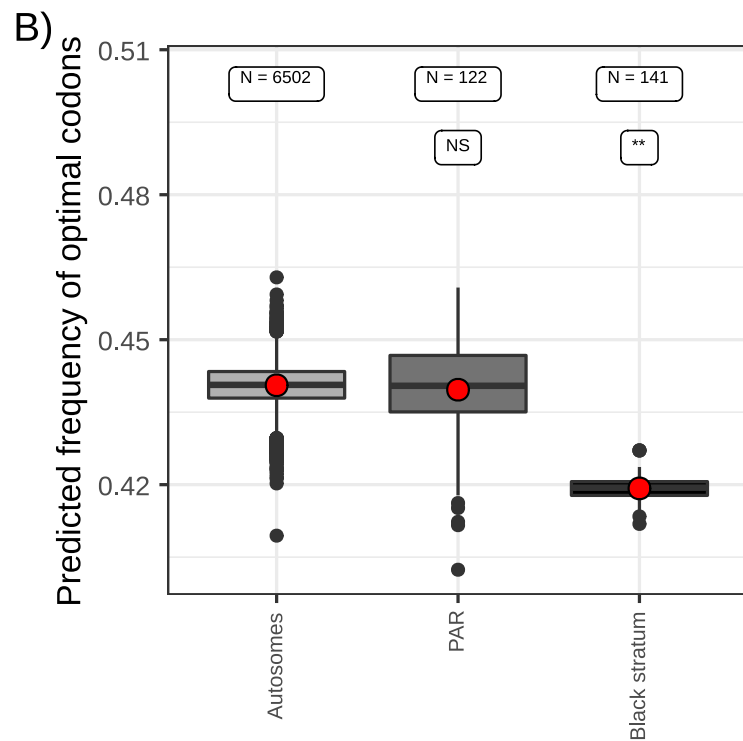 B)
Predicted frequency of optimal codons
0.51
0.48
0.45
0.42
N = 6502
N = 122
N = 141
NS
**
Autosomes
PAR
Black stratum